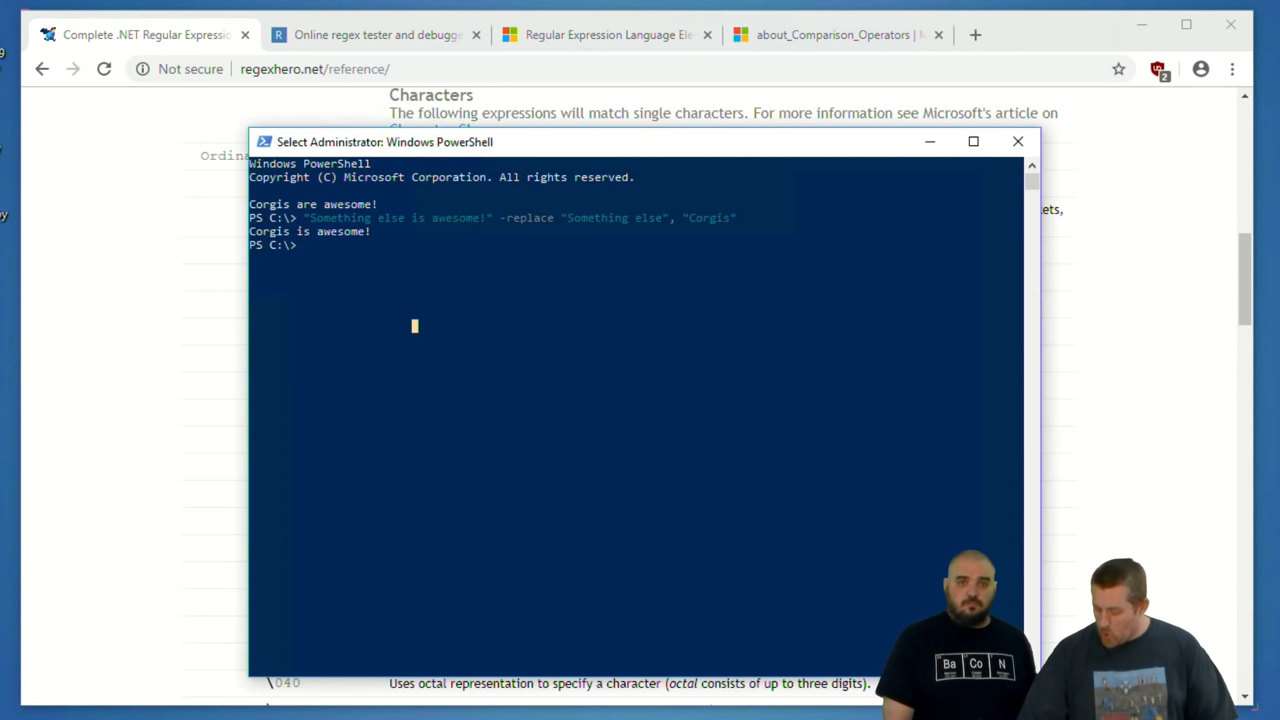 Complete .NET Regular Expressio
Online regex tester and debugge
Regular Expression Language Ele
about_Comparison_Operators | M
Not secure
regexhero.net/reference/
2
Characters
The following expressions will match single characters. For more information see Microsoft's article on
Ordina
Select Administrator: Windows PowerShell
Windows PowerShell
Copyright (C) Microsoft Corporation. All rights reserved.
Corgis are awesome!
PS C:\> "Something else is awesome!" -replace "Something else", "Corgis"
ets,
Corgis is awesome!
PS C:\>
Ba Co N
\040
Uses octal representation to specify a character (octal consists of up to three digits).